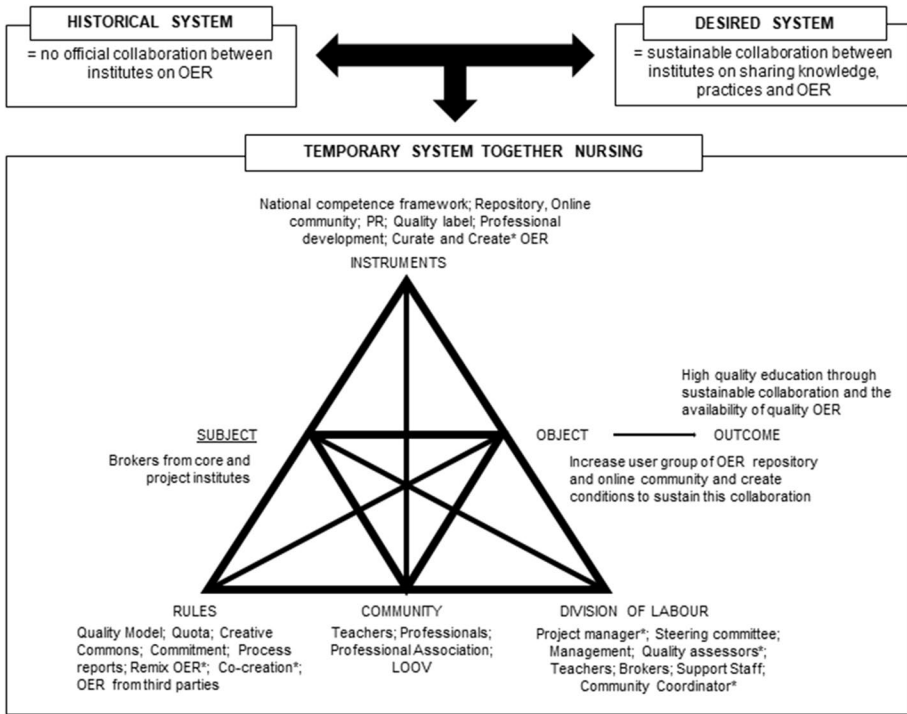 HISTORICAL SYSTEM
= no official collaboration between
institutes on OER
DESIRED SYSTEM
= sustainable collaboration between
institutes on sharing knowledge,
practices and OER
TEMPORARY SYSTEM TOGETHER NURSING
National competence framework; Repository, Online
community; PR; Quality label; Professional
development; Curate and Create* OER
INSTRUMENTS
High quality education through
sustainable collaboration and the
availability of quality OER
SUBJECT
OBJECT
OUTCOME
Brokers from core and
project institutes
Increase user group of OER repository
and online community and create
conditions to sustain this collaboration
RULES
Quality Model; Quota; Creative
Commons; Commitment; Process
reports; Remix OER*; Co-creation*;
OER from third parties
COMMUNITY
Teachers; Professionals;
Professional Association;
LOOV
DIVISION OF LABOUR
Project manager*; Steering committee;
Management; Quality assessors*;
Teachers; Brokers; Support Staff;
Community Coordinator*